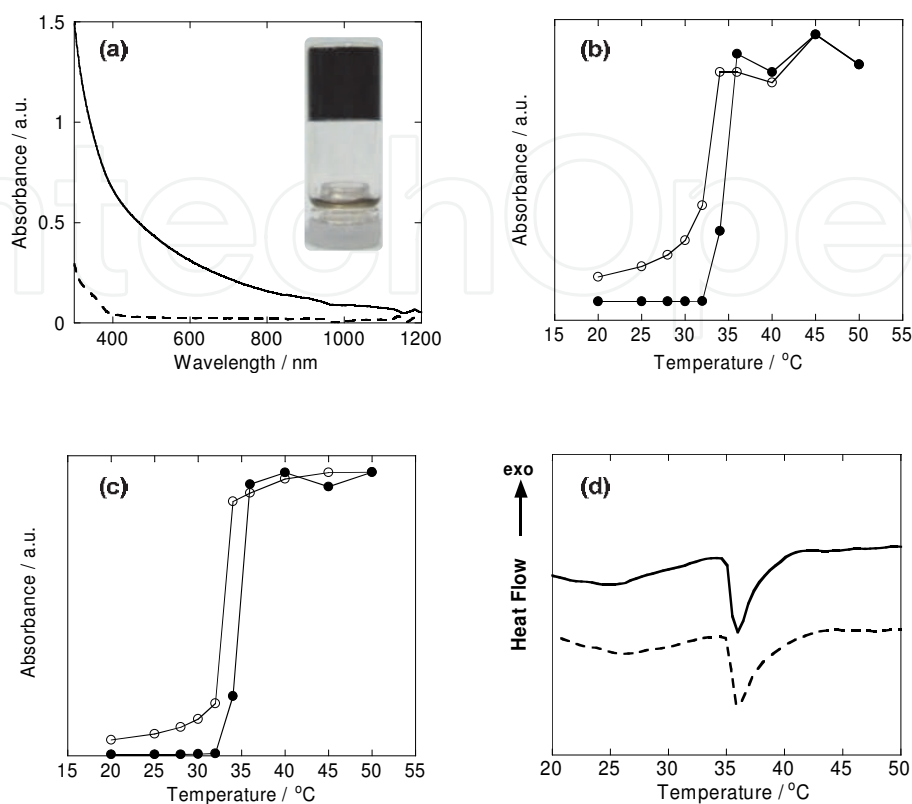 (a)
1.5
1
0.5
0
Absorbance / a.u.
400 600 800 1000 1200
Wavelength / nm
(b)
Absorbance / a.u.
15 20 25 30 35 40 45 50 55
Temperature / °C
(c)
Absorbance / a.u.
15 20 25 30 35 40 45 50 55
Temperature / °C
(d)
exo
Heat Flow
20 25 30 35 40 45 50
Temperature / °C
ntechOpe